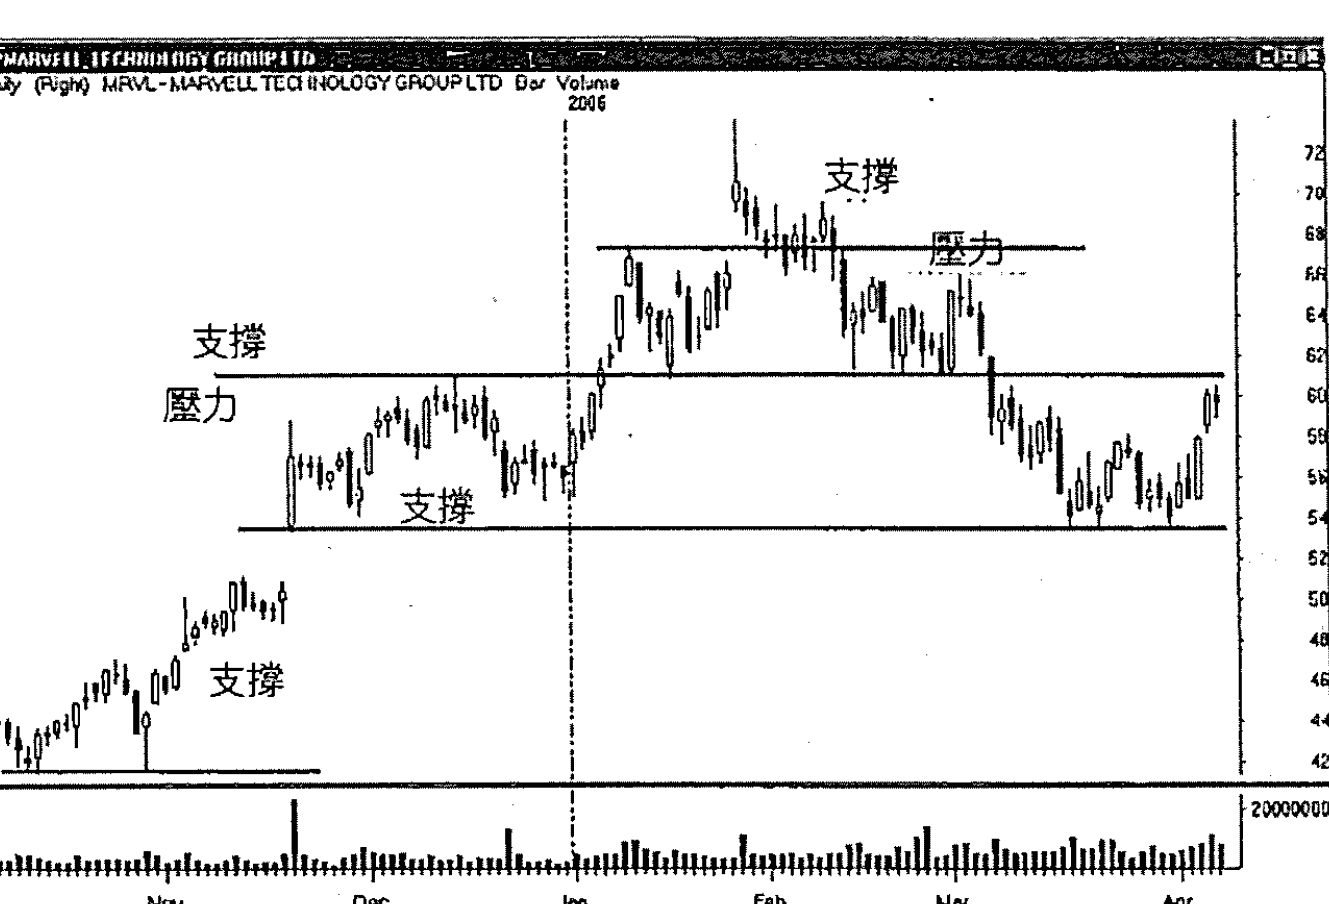 MARVELL TECHNOLOGY GROUP LTD
(Right) MRVL - MARVELL TECHNOLOGY GROUP LTD Bar Volume
2006
72
支撐
70
68
壓力
66
64
支撐
62
壓力
60
58
56
支撐
54
52
50
48
支撐
46
44
42
20000000
Nov Dec Jan Feb Mar Apr